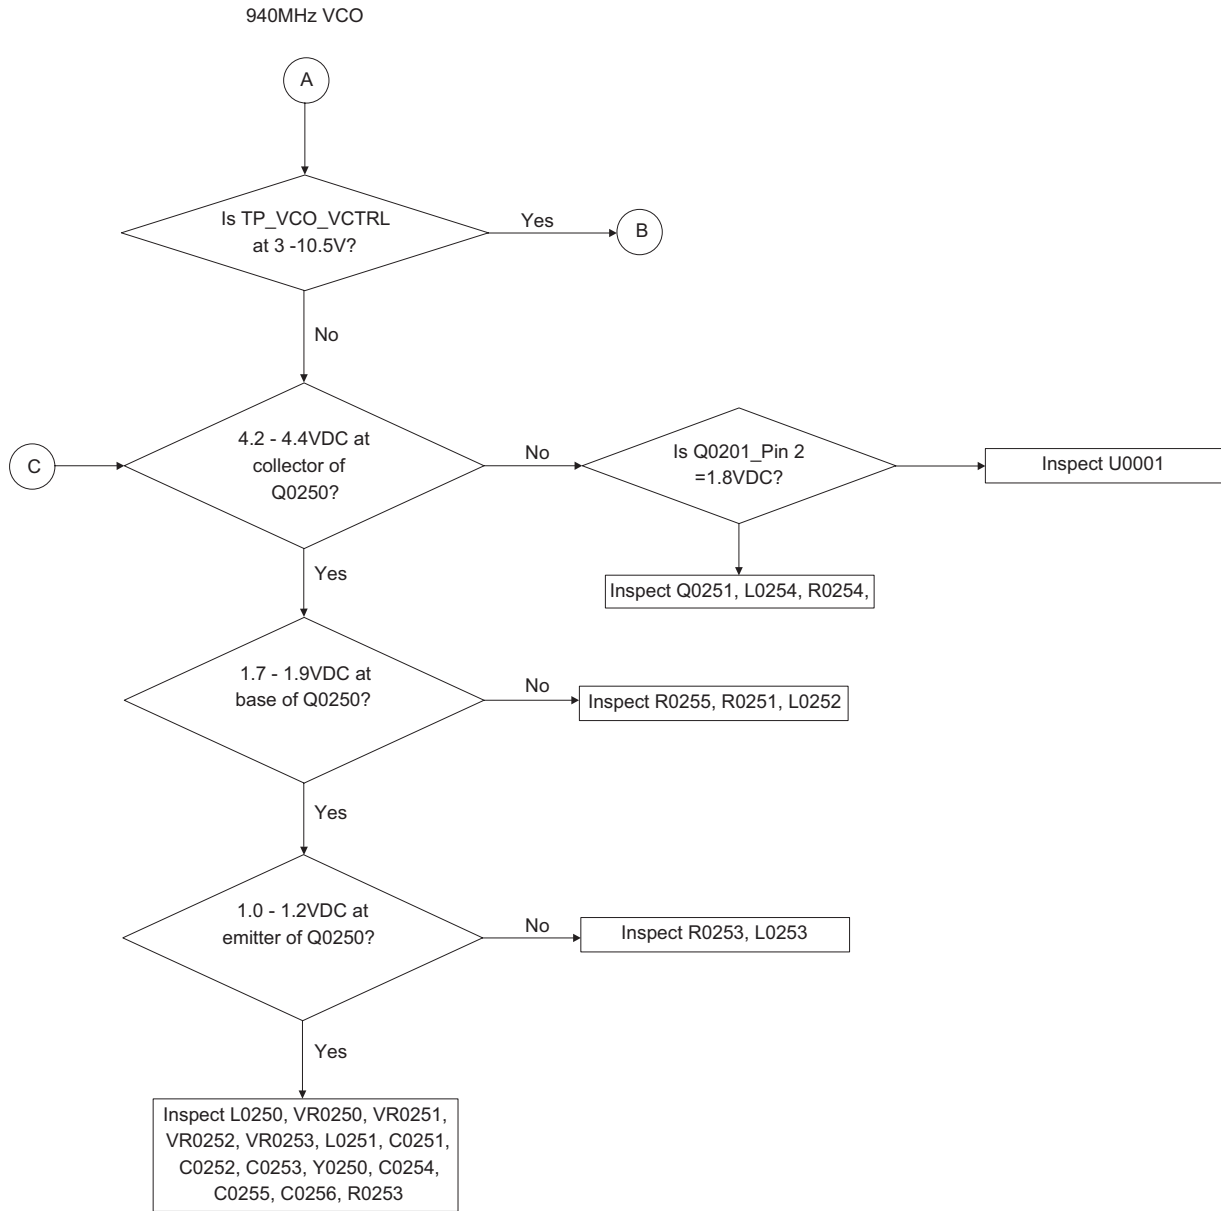 940MHz VCO
A
Is TP_VCO_VCTRL
at 3 -10.5V?
Yes
B
No
C
4.2 - 4.4VDC at
collector of
Q0250?
No
Is Q0201_Pin 2
=1.8VDC?
Inspect U0001
Yes
Inspect Q0251, L0254, R0254,
1.7 - 1.9VDC at
base of Q0250?
No
Inspect R0255, R0251, L0252
Yes
1.0 - 1.2VDC at
emitter of Q0250?
No
Inspect R0253, L0253
Yes
Inspect L0250, VR0250, VR0251,
VR0252, VR0253, L0251, C0251,
C0252, C0253, Y0250, C0254,
C0255, C0256, R0253